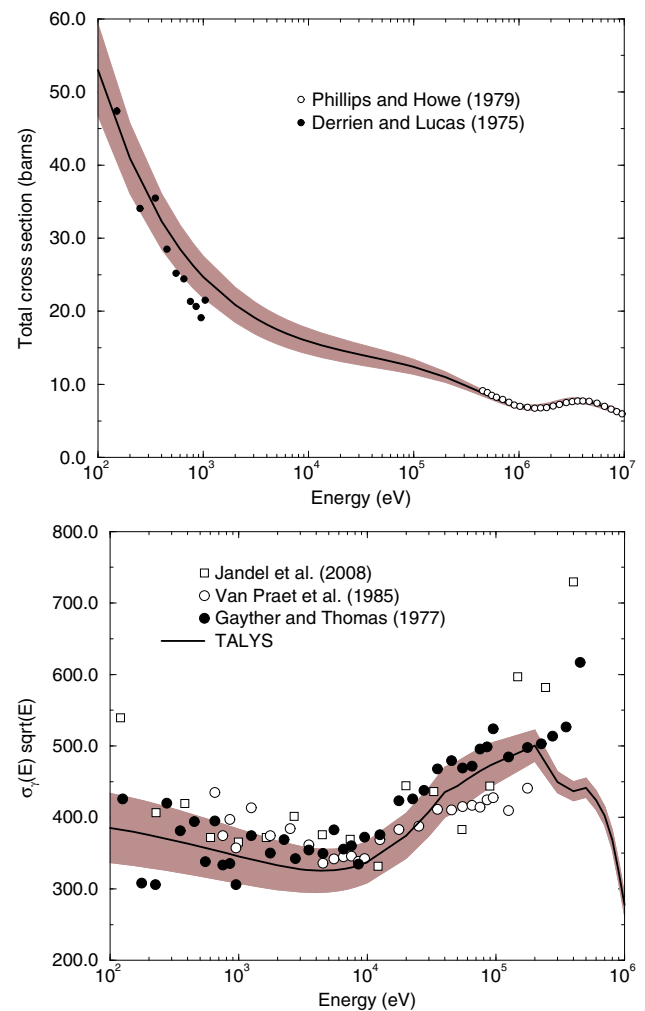 60.0
50.0
40.0
30.0
20.0
10.0
0.0
Total cross section (barns)
Phillips and Howe (1979)
Derrien and Lucas (1975)
10² 10³ 10⁴ 10⁵ 10⁶ 10⁷
Energy (eV)
800.0
700.0
600.0
500.0
400.0
300.0
200.0
σγ(E) sqrt(E)
Jandel et al. (2008)
Van Praet et al. (1985)
Gayther and Thomas (1977)
TALYS
10² 10³ 10⁴ 10⁵ 10⁶
Energy (eV)